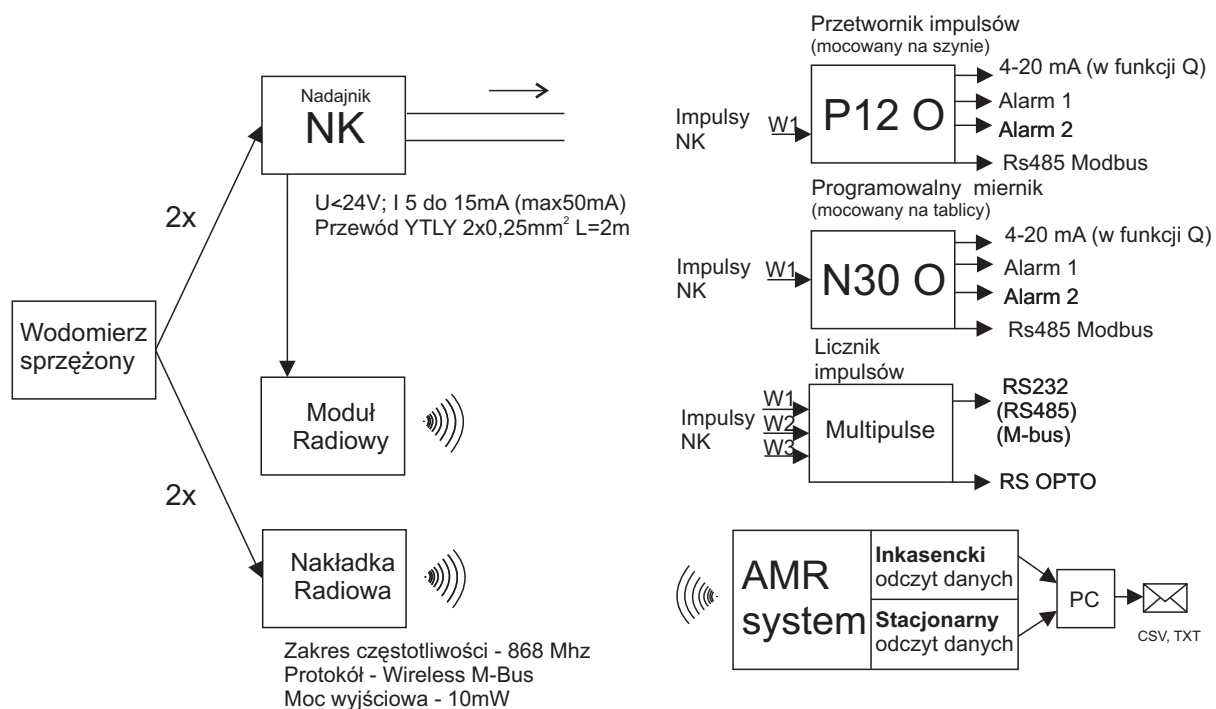 Nadajnik
NK
U<24V; I 5 do 15mA (max50mA)
Przewód YTLY 2x0,25mm² L=2m
2x
Wodomierz
sprzężony
Moduł
Radiowy
2x
Nakładka
Radiowa
Zakres częstotliwości - 868 Mhz
Protokół - Wireless M-Bus
Moc wyjściowa - 10mW
Przetwornik impulsów
(mocowany na szynie)
Impulsy
NK
W1
P12 O
4-20 mA (w funkcji Q)
Alarm 1
Alarm 2
Rs485 Modbus
Programowalny miernik
(mocowany na tablicy)
Impulsy
NK
W1
N30 O
4-20 mA (w funkcji Q)
Alarm 1
Alarm 2
Rs485 Modbus
Licznik
impulsów
Impulsy
NK
W1
W2
W3
Multipulse
RS232
(RS485)
(M-bus)
RS OPTO
AMR
system
Inkasencki
odczyt danych
Stacjonarny
odczyt danych
PC
CSV, TXT